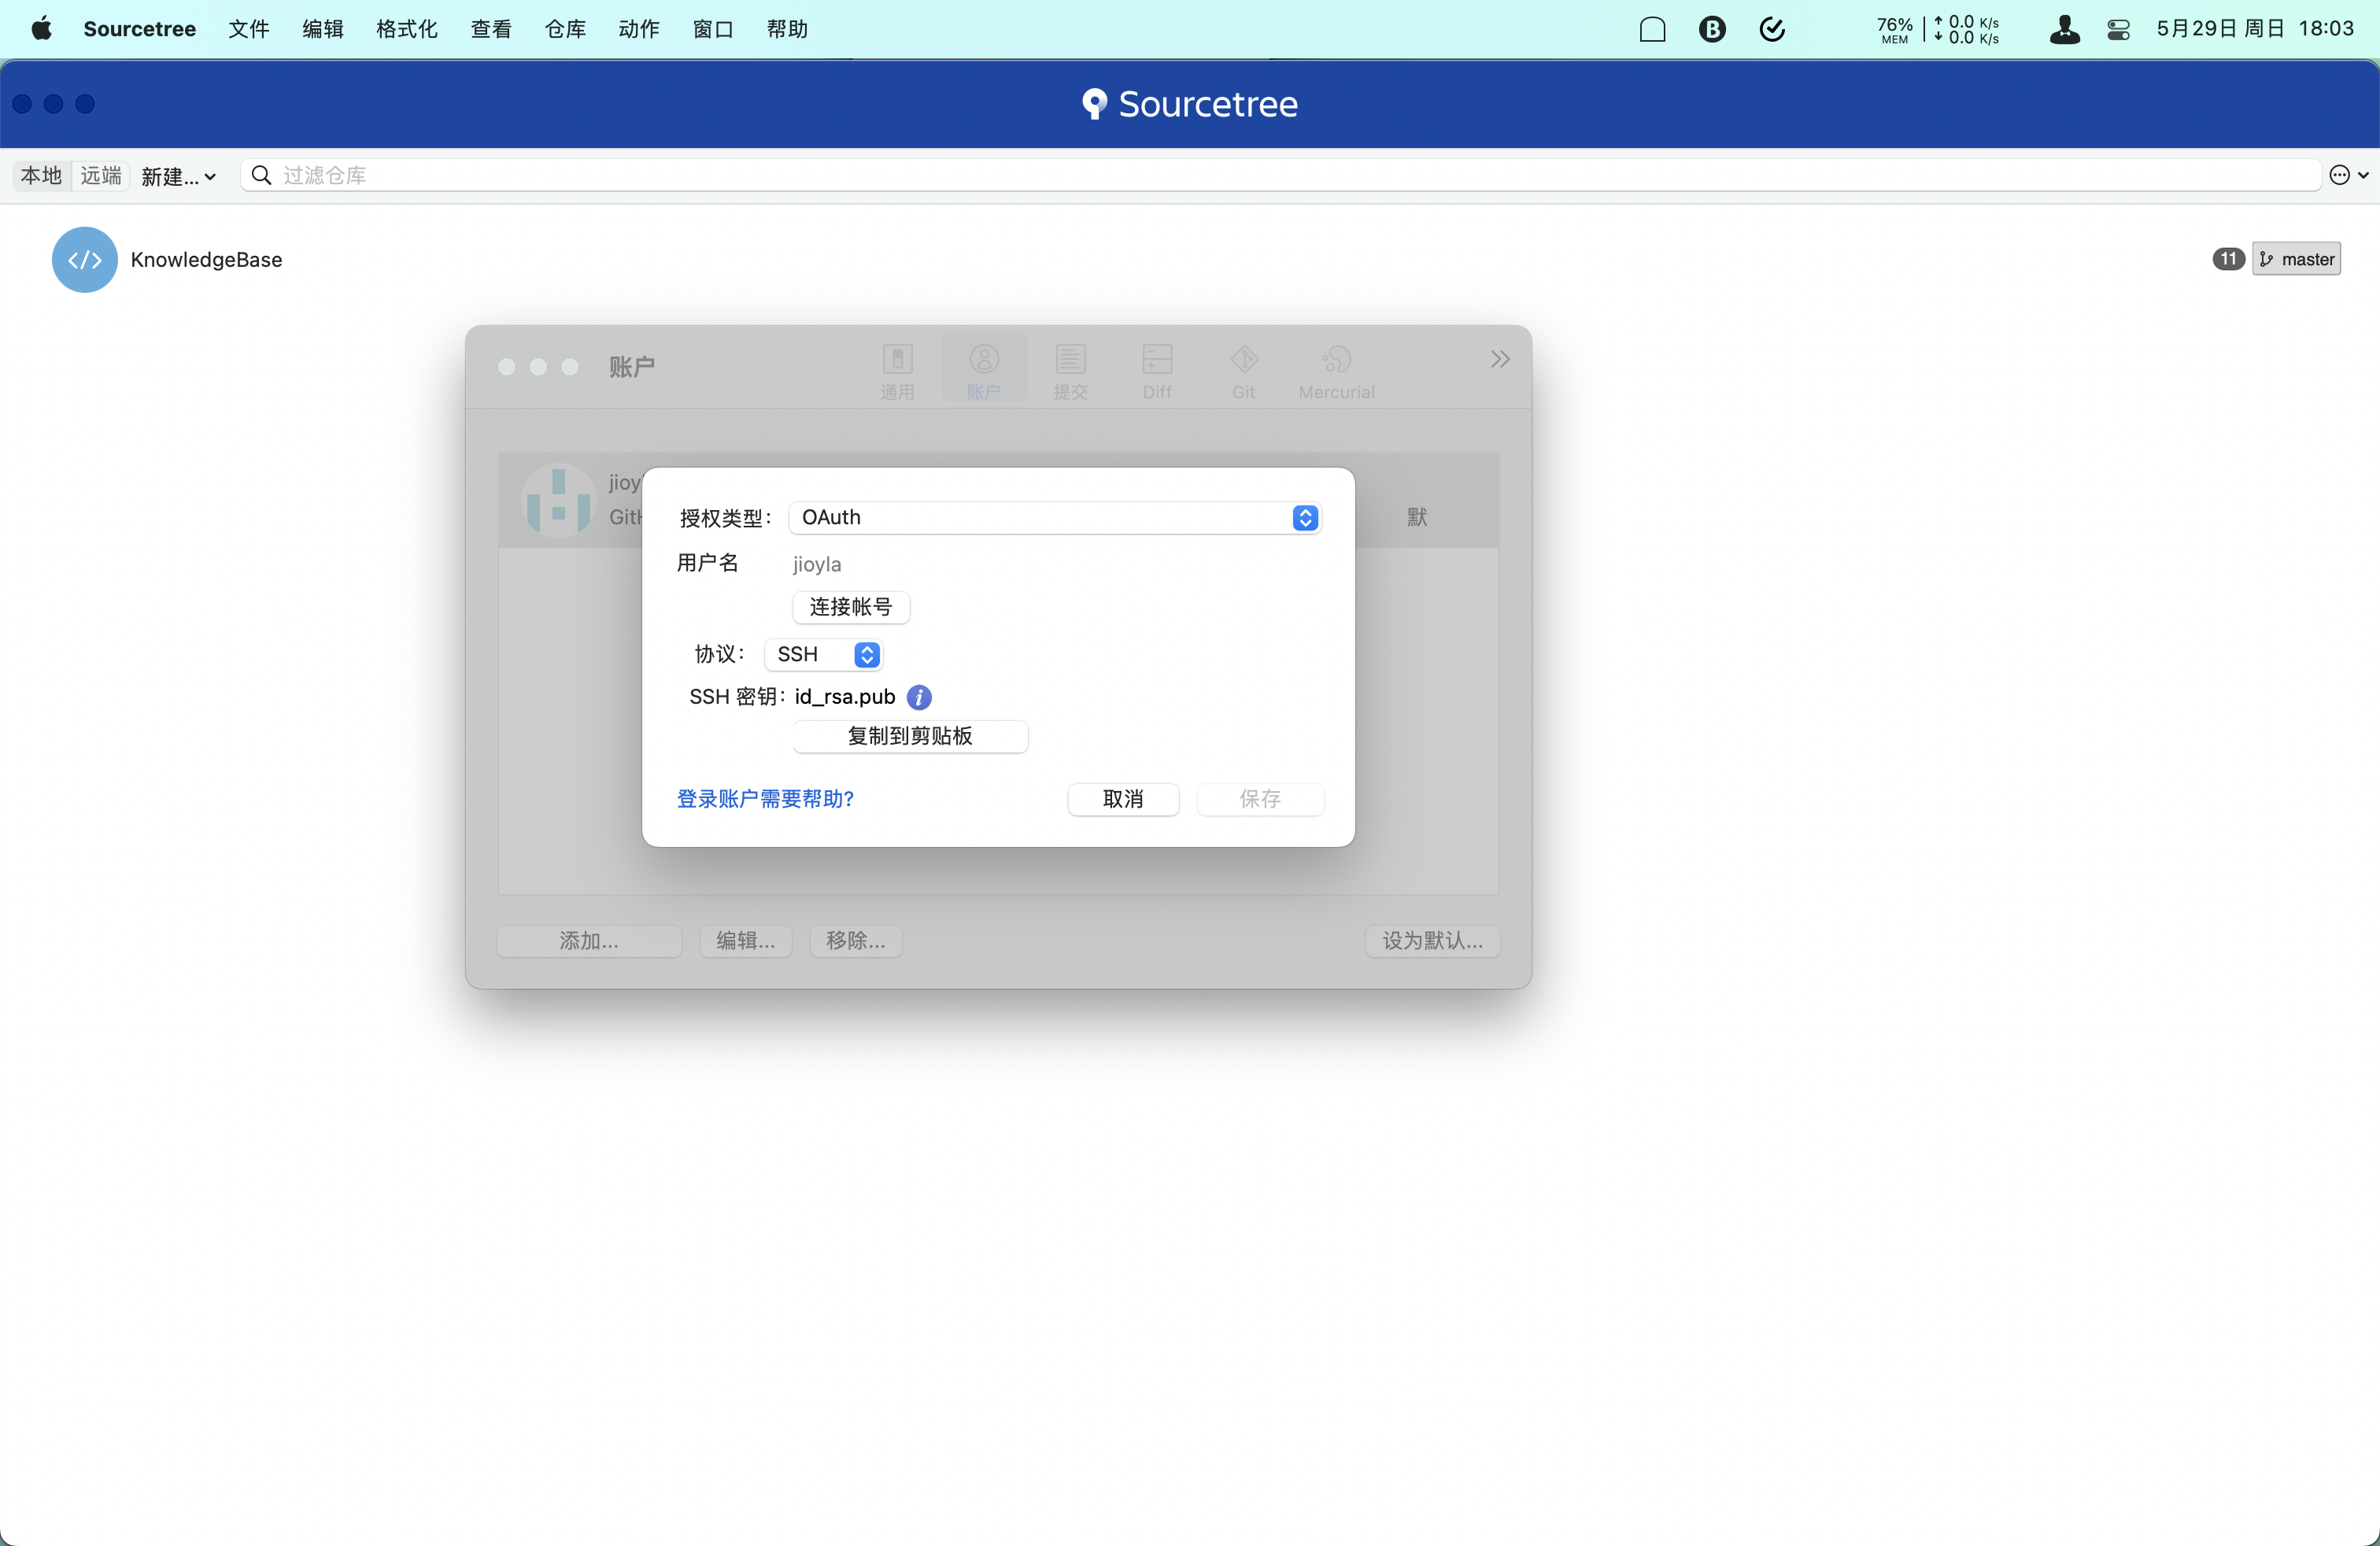 Sourcetree 文件 编辑 格式化 查看 仓库 动作 窗口 帮助 B 76% MEM 0.0 K/s 0.0 K/s 5月29日 周日 18:03
Sourcetree
本地 远端 新建... 过滤仓库
KnowledgeBase 11 master
账户 通用 账户 提交 Diff Git Mercurial
授权类型: OAuth
默
用户名 jioyla
连接帐号
协议: SSH
SSH 密钥: id_rsa.pub
复制到剪贴板
登录账户需要帮助? 取消 保存
添加... 编辑... 移除... 设为默认...